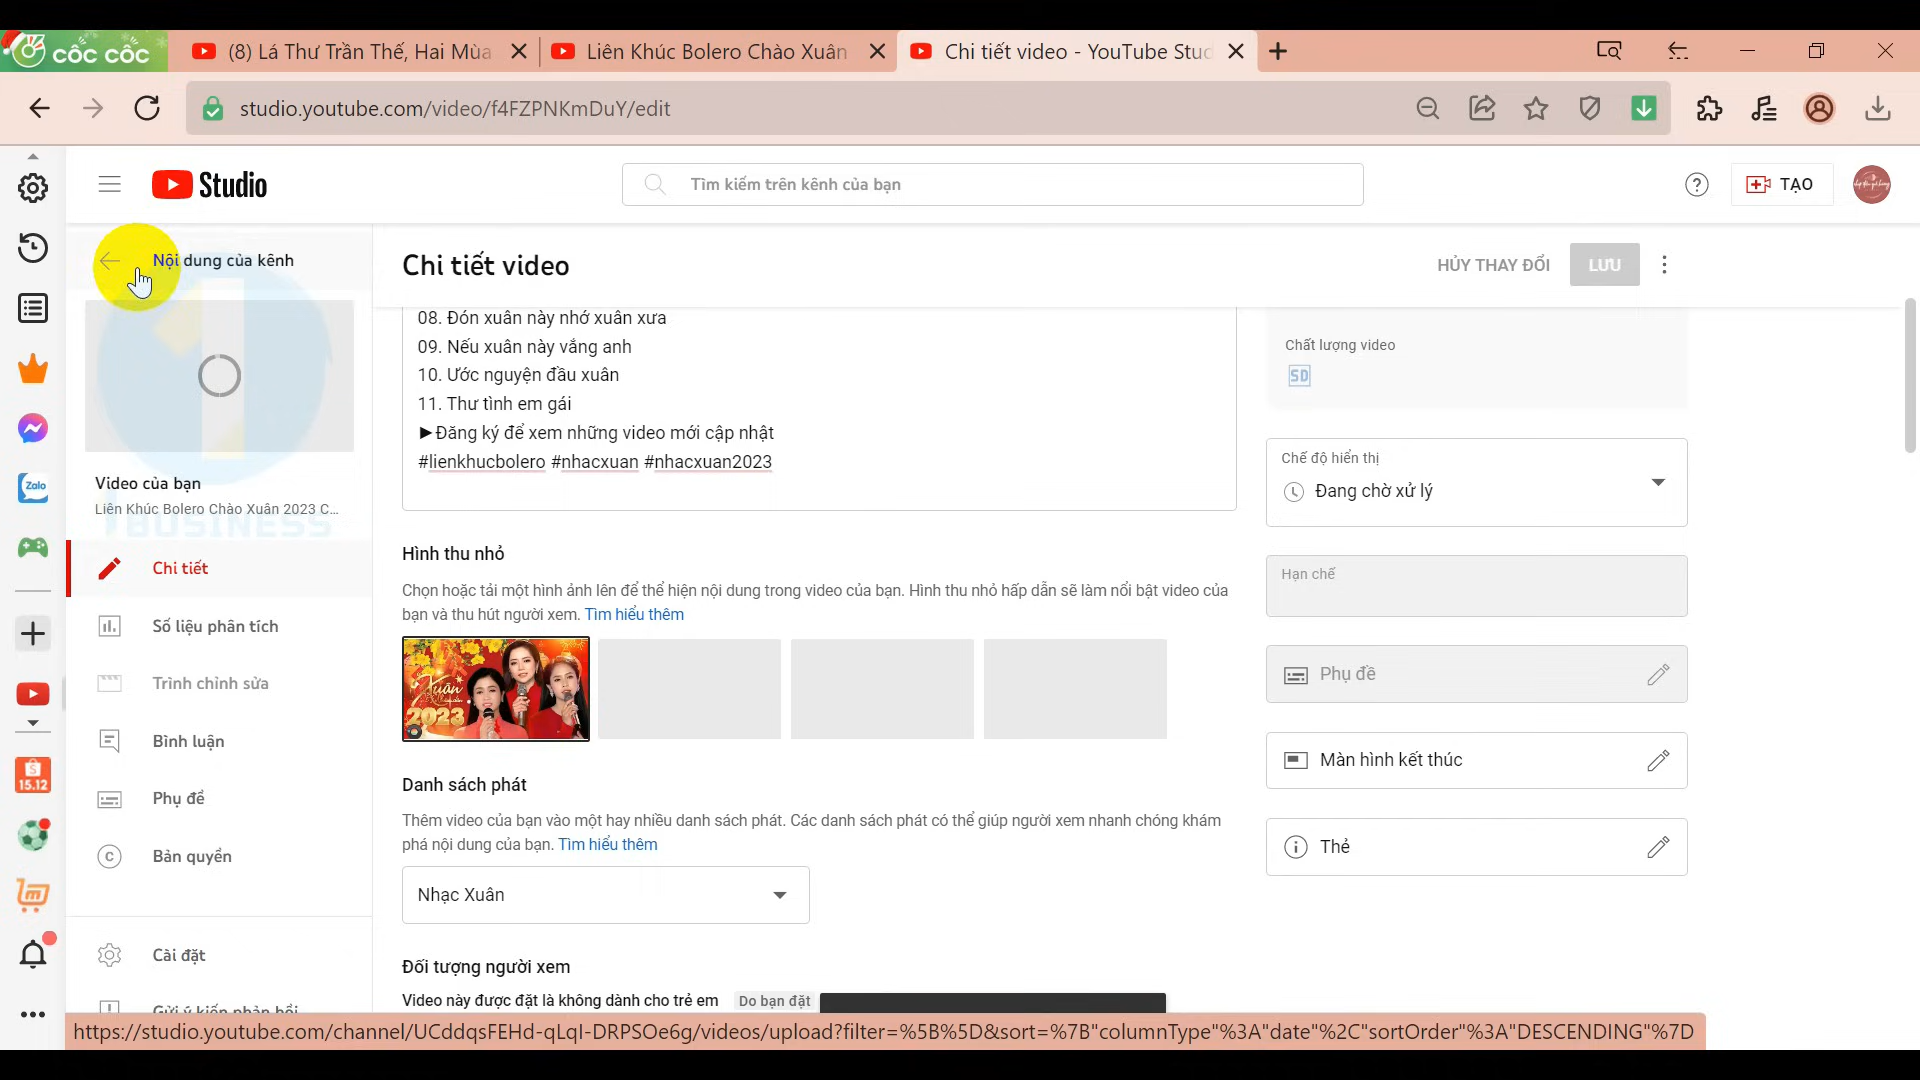 cốc cốc
(8) Lá Thư Trần Thế, Hai Mùa
Liên Khúc Bolero Chào Xuân
Chi tiết video - YouTube Stud
studio.youtube.com/video/f4FZPNKmDuY/edit
Studio
Tìm kiếm trên kênh của bạn
TẠO
Nội dung của kênh
Chi tiết video
HỦY THAY ĐỔI
LƯU
08. Đón xuân này nhớ xuân xưa
09. Nếu xuân này vắng anh
10. Ước nguyện đầu xuân
11. Thư tình em gái
►Đăng ký để xem những video mới cập nhật
#lienkhucbolero #nhacxuan #nhacxuan2023
Chất lượng video
SD
Chế độ hiển thị
Đang chờ xử lý
Hạn chế
Phụ đề
Màn hình kết thúc
Thẻ
Video của bạn
Liên Khúc Bolero Chào Xuân 2023 C...
BUSINESS
Chi tiết
Số liệu phân tích
Trình chỉnh sửa
Bình luận
Phụ đề
Bản quyền
Cài đặt
Gửi ý kiến phản hồi
Hình thu nhỏ
Chọn hoặc tải một hình ảnh lên để thể hiện nội dung trong video của bạn. Hình thu nhỏ hấp dẫn sẽ làm nổi bật video của
bạn và thu hút người xem. Tìm hiểu thêm
Xuân
2023
Danh sách phát
Thêm video của bạn vào một hay nhiều danh sách phát. Các danh sách phát có thể giúp người xem nhanh chóng khám
phá nội dung của bạn. Tìm hiểu thêm
Nhạc Xuân
Đối tượng người xem
Video này được đặt là không dành cho trẻ em
Do bạn đặt
Zalo
15.12
https://studio.youtube.com/channel/UCddqsFEHd-qLqI-DRPSOe6g/videos/upload?filter=%5B%5D&sort=%7B"columnType"%3A"date"%2C"sortOrder"%3A"DESCENDING"%7D